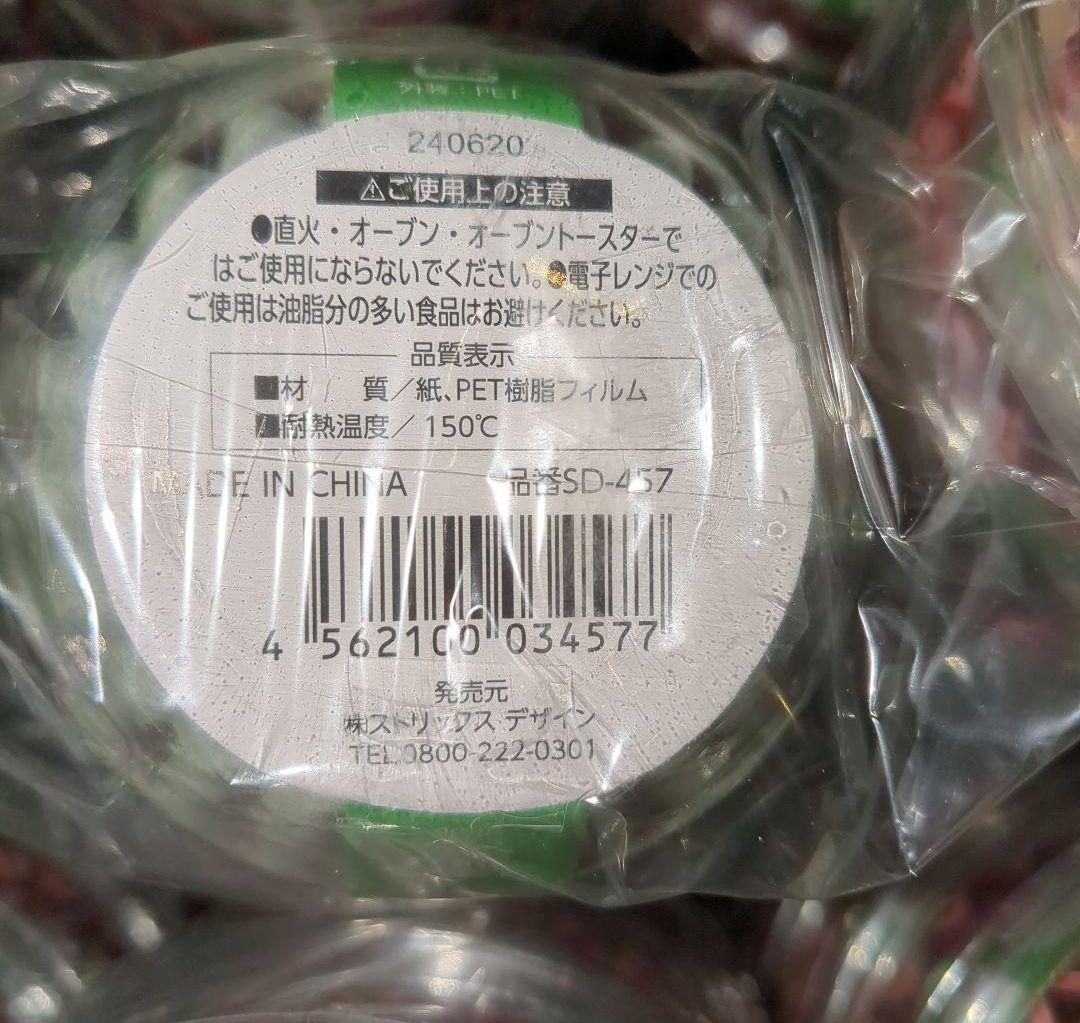 外装：PET
240620
⚠ご使用上の注意
●直火・オーブン・オーブントースターで
はご使用にならないでください。●電子レンジでの
ご使用は油脂分の多い食品はお避けください。
品質表示
■材　質／紙、PET樹脂フィルム
■耐熱温度／150℃
MADE IN CHINA 品番SD-457
4 562100 034577
発売元
㈱ストリックス デザイン
TEL.0800-222-0301